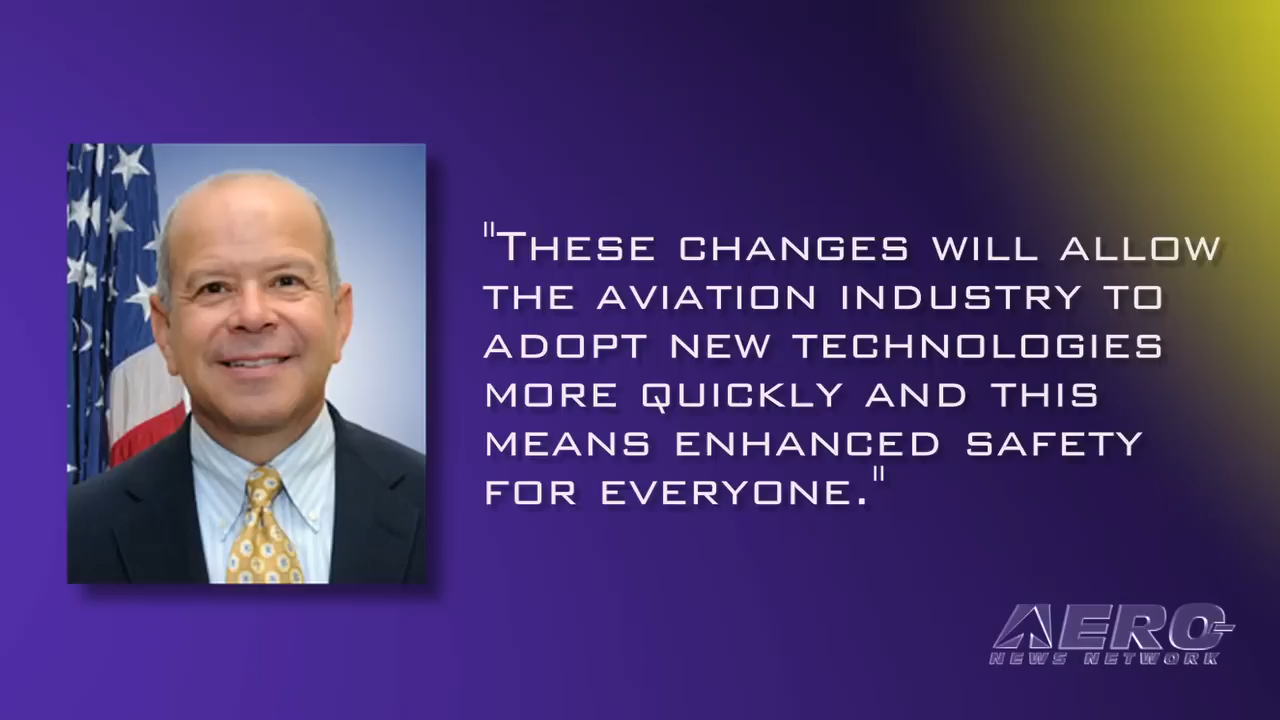 "THESE CHANGES WILL ALLOW
THE AVIATION INDUSTRY TO
ADOPT NEW TECHNOLOGIES
MORE QUICKLY AND THIS
MEANS ENHANCED SAFETY
FOR EVERYONE."
AERO
NEWS NETWORK